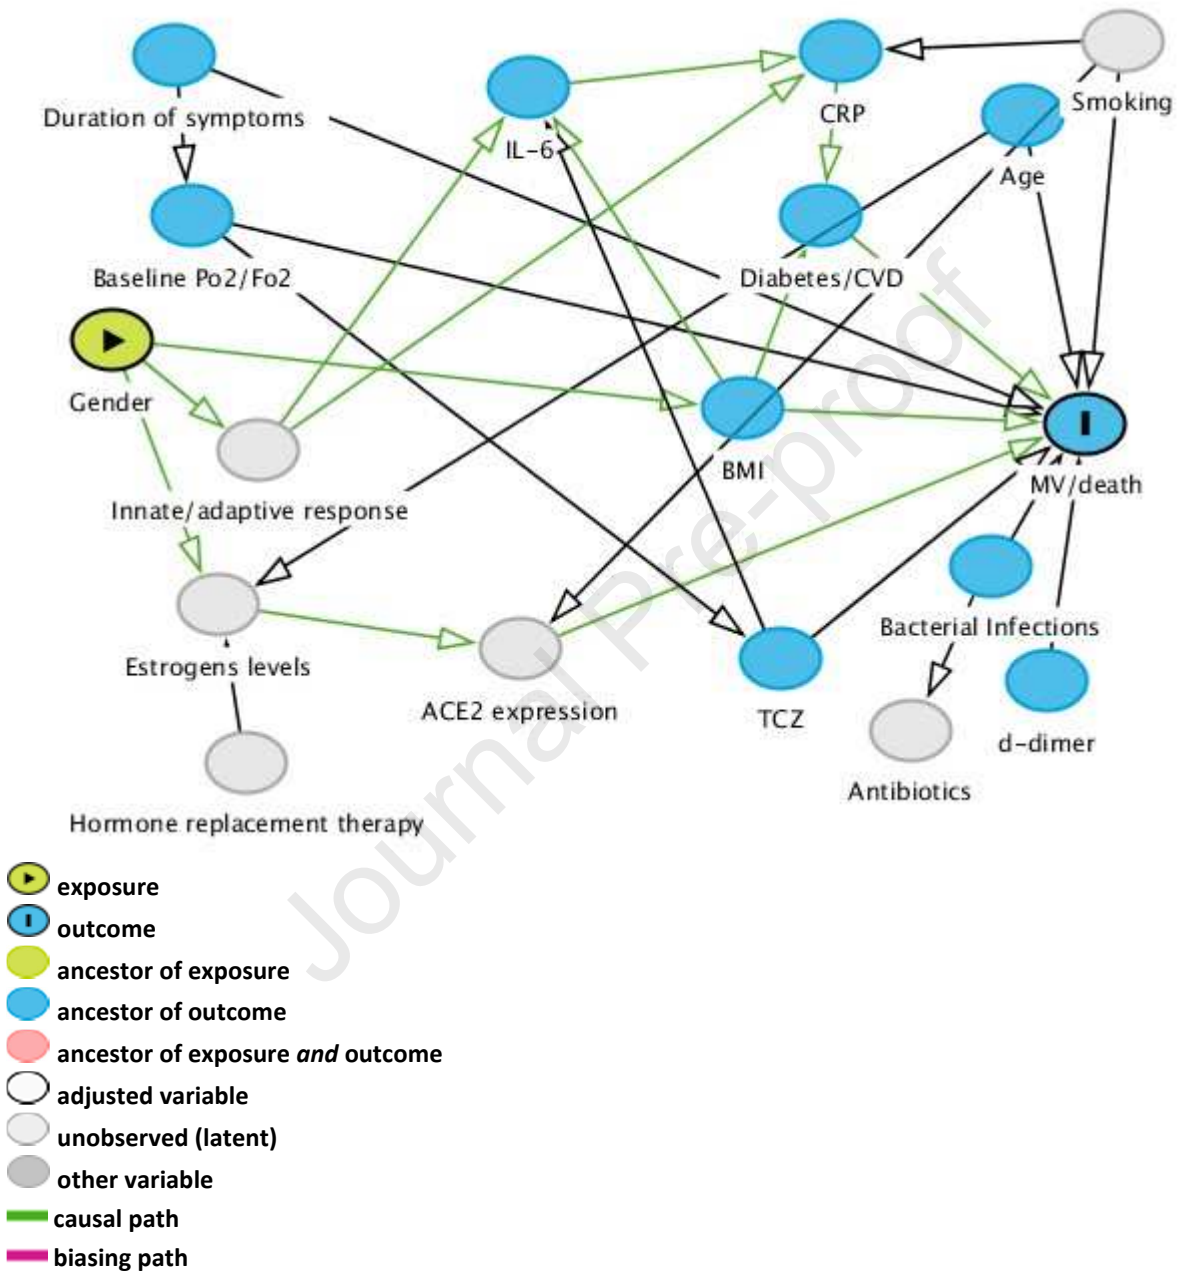 Smoking
CRP
Duration of symptoms
IL-6
Age
Baseline Po2/Fo2
Diabetes/CVD
Gender
BMI
MV/death
Innate/adaptive response
Bacterial Infections
Estrogens levels
ACE2 expression
TCZ
d-dimer
Antibiotics
Hormone replacement therapy
Journal Pre-proof
exposure
outcome
ancestor of exposure
ancestor of outcome
ancestor of exposure and outcome
adjusted variable
unobserved (latent)
other variable
causal path
biasing path